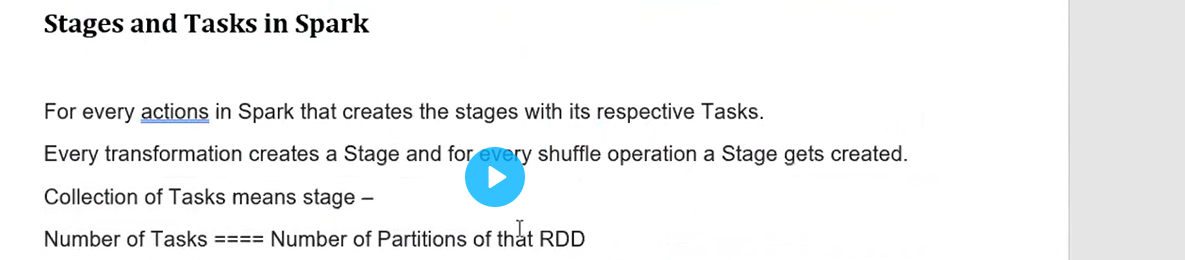 Stages and Tasks in Spark
For every actions in Spark that creates the stages with its respective Tasks.
Every transformation creates a Stage and for every shuffle operation a Stage gets created.
Collection of Tasks means stage –
Number of Tasks ==== Number of Partitions of that RDD